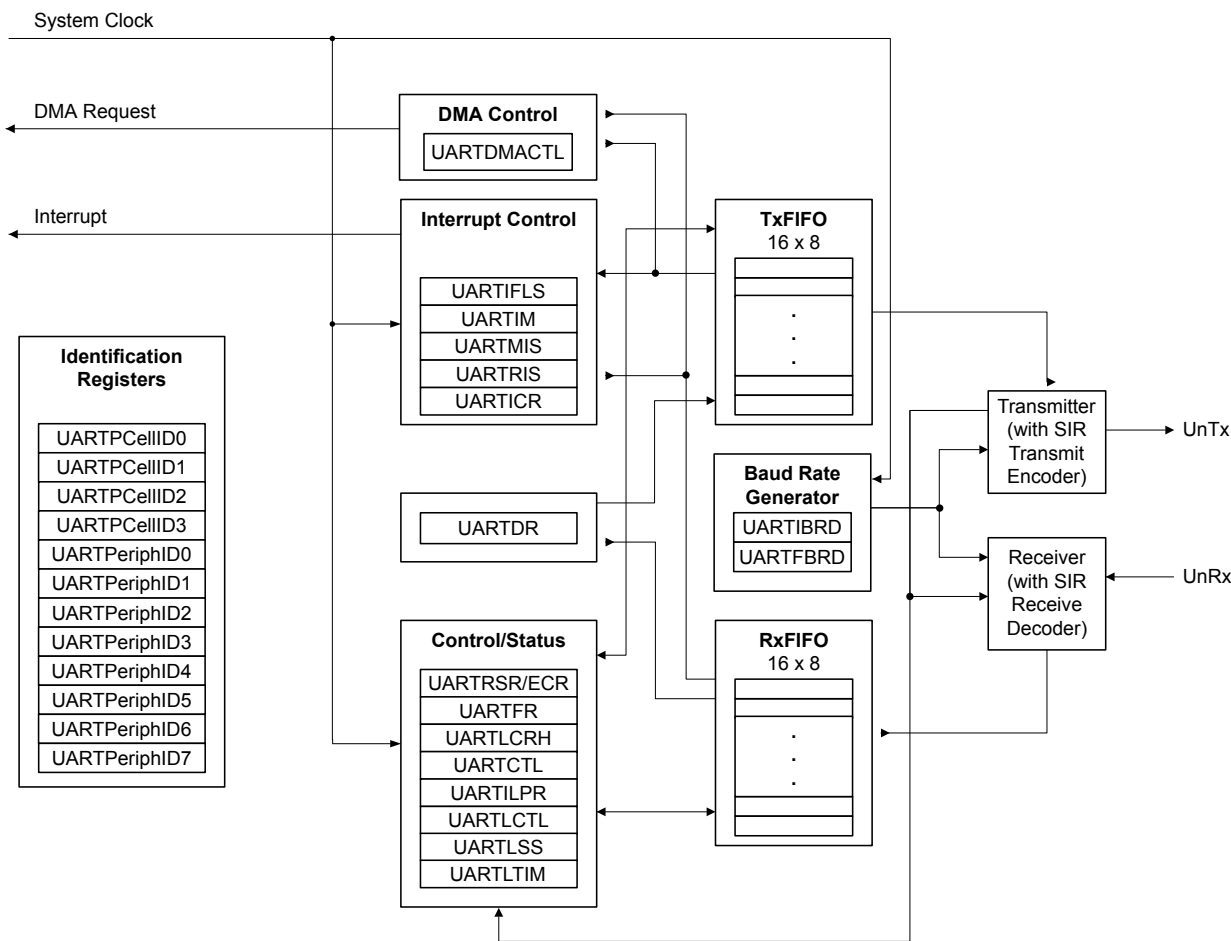 System Clock
DMA Request
DMA Control
UARTDMACTL
Interrupt
Interrupt Control
UARTIFLS
UARTIM
UARTMIS
UARTRIS
UARTICR
TxFIFO
16 x 8
.
.
.
Identification
Registers
UARTPCellID0
UARTPCellID1
UARTPCellID2
UARTPCellID3
UARTPeriphID0
UARTPeriphID1
UARTPeriphID2
UARTPeriphID3
UARTPeriphID4
UARTPeriphID5
UARTPeriphID6
UARTPeriphID7
UARTDR
Baud Rate
Generator
UARTIBRD
UARTFBRD
Transmitter
(with SIR
Transmit
Encoder)
UnTx
Receiver
(with SIR
Receive
Decoder)
UnRx
Control/Status
UARTRSR/ECR
UARTFR
UARTLCRH
UARTCTL
UARTILPR
UARTLCTL
UARTLSS
UARTLTIM
RxFIFO
16 x 8
.
.
.